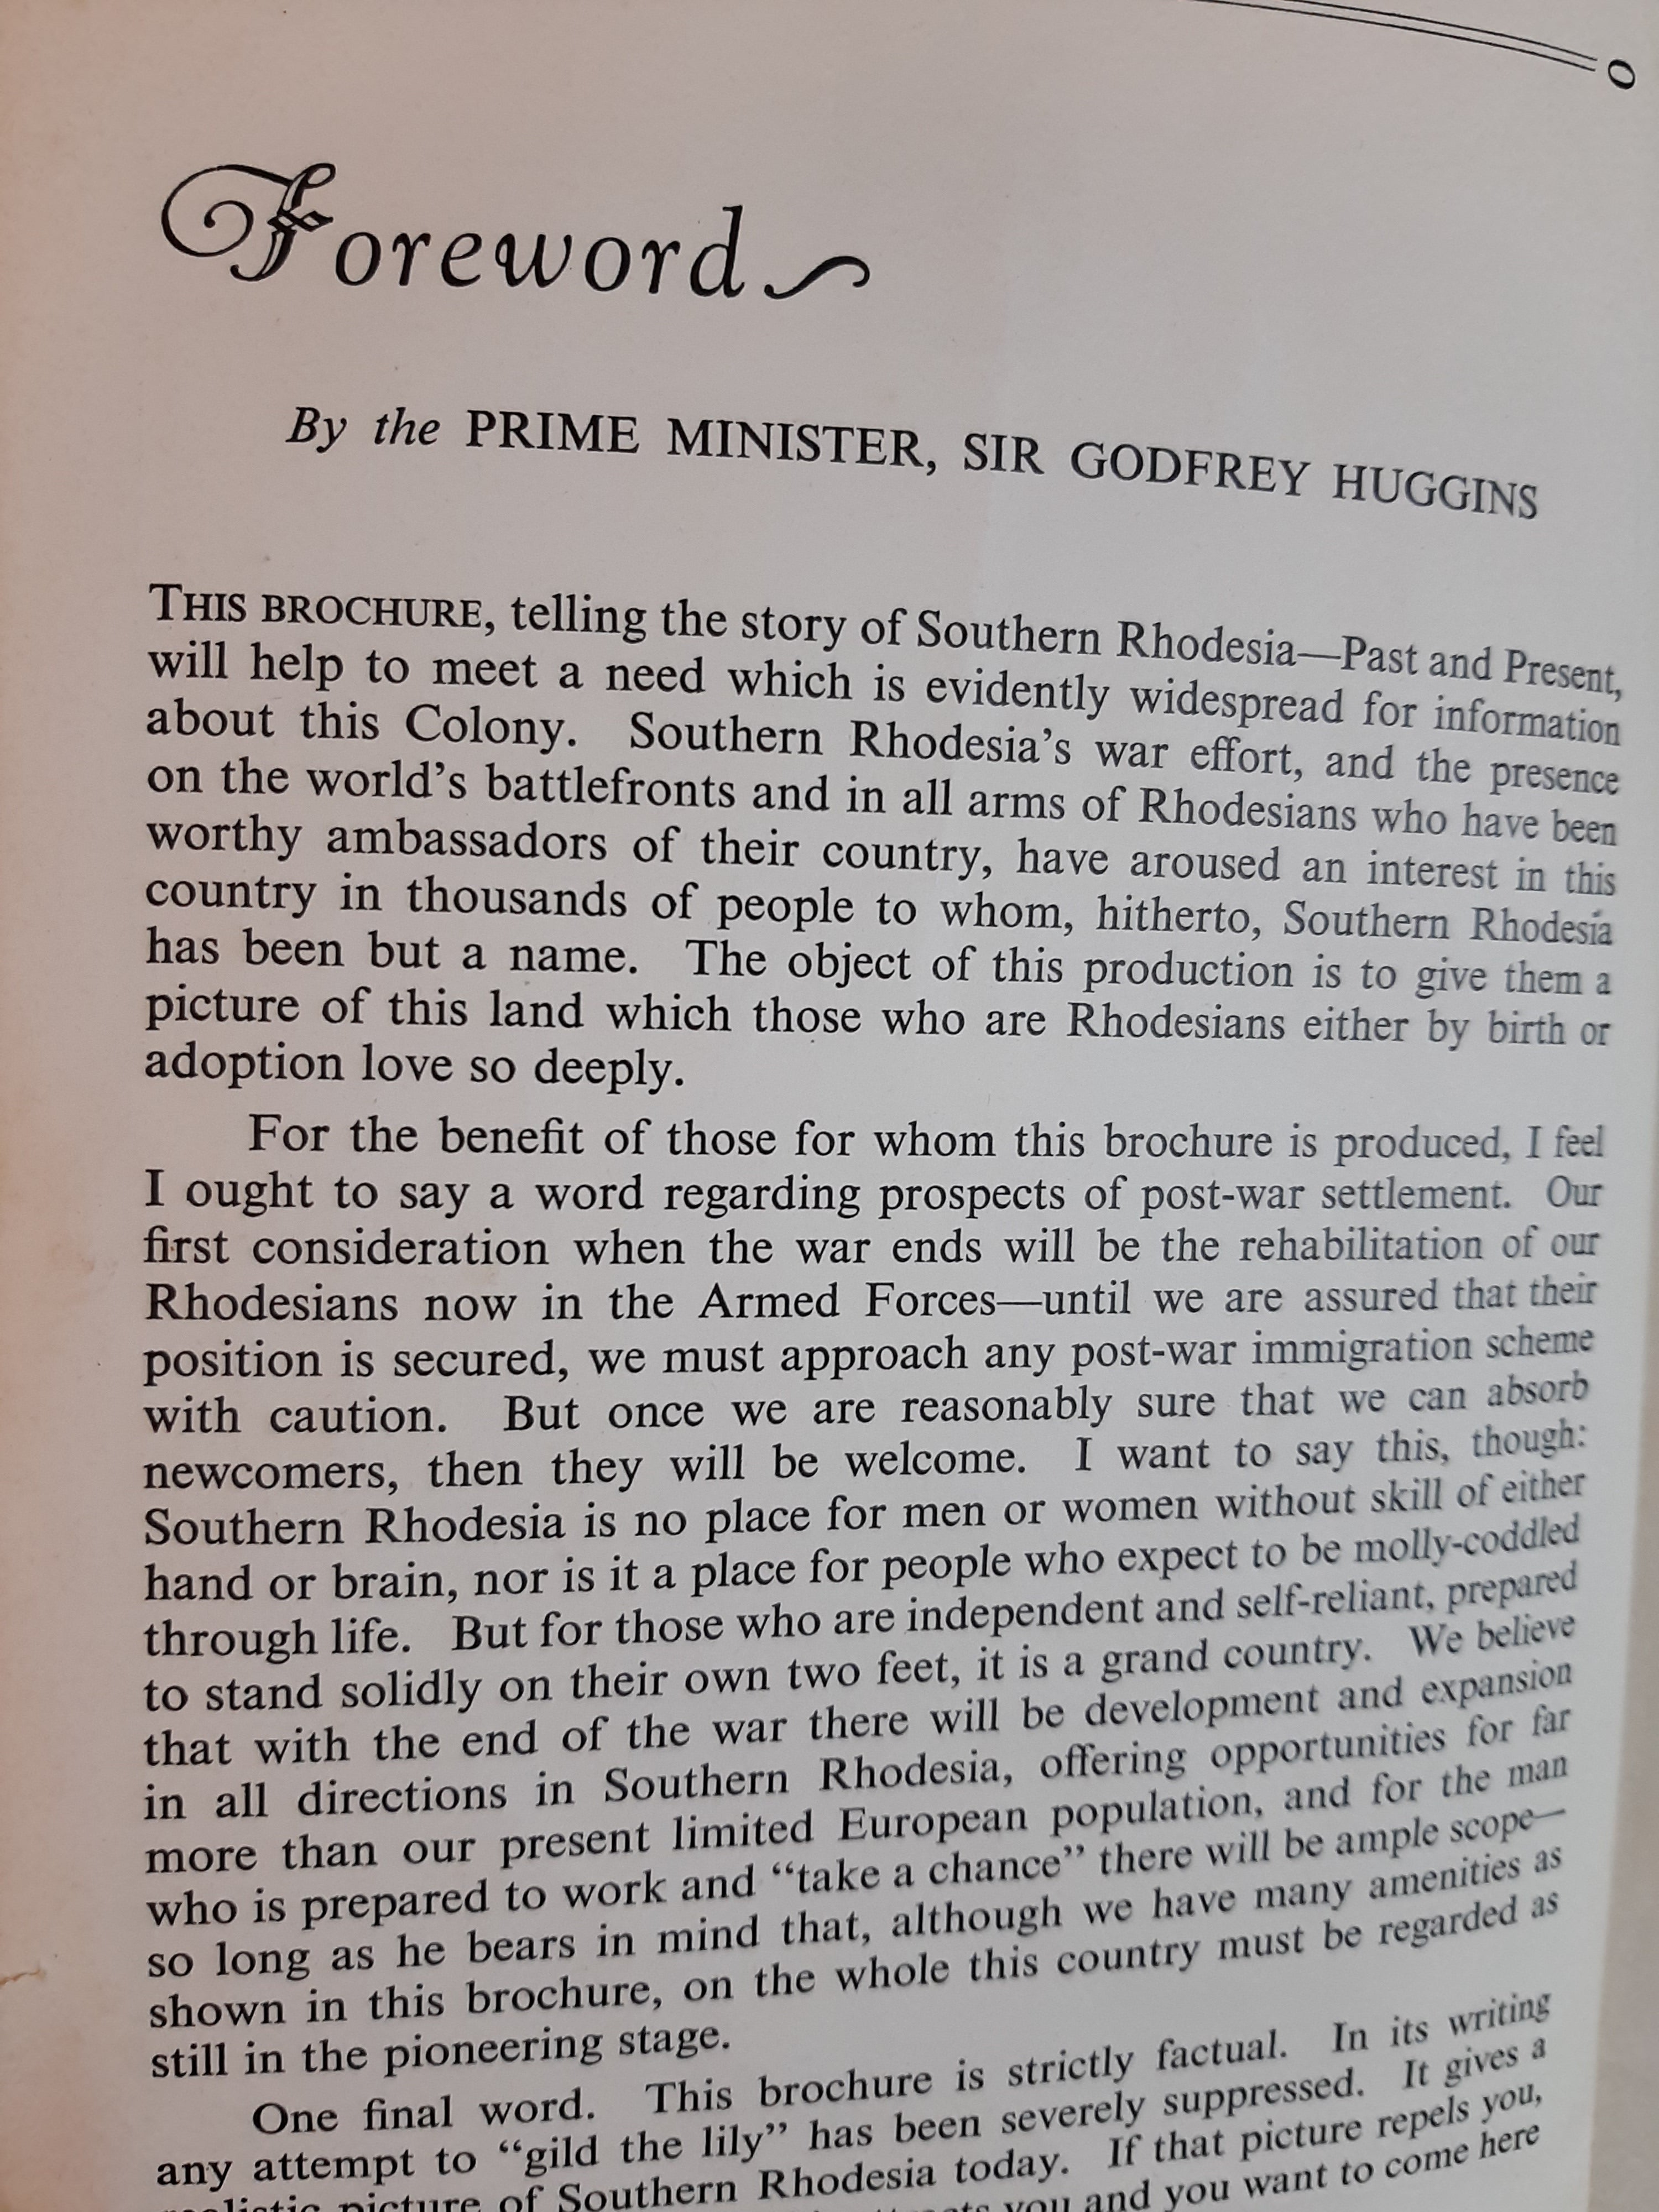 Foreword
By the PRIME MINISTER, SIR GODFREY HUGGINS
THIS BROCHURE, telling the story of Southern Rhodesia—Past and Present,
will help to meet a need which is evidently widespread for information
about this Colony. Southern Rhodesia's war effort, and the presence
on the world's battlefronts and in all arms of Rhodesians who have been
worthy ambassadors of their country, have aroused an interest in this
country in thousands of people to whom, hitherto, Southern Rhodesia
has been but a name. The object of this production is to give them a
picture of this land which those who are Rhodesians either by birth or
adoption love so deeply.
For the benefit of those for whom this brochure is produced, I feel
I ought to say a word regarding prospects of post-war settlement. Our
first consideration when the war ends will be the rehabilitation of our
Rhodesians now in the Armed Forces—until we are assured that their
position is secured, we must approach any post-war immigration scheme
with caution. But once we are reasonably sure that we can absorb
newcomers, then they will be welcome. I want to say this, though:
Southern Rhodesia is no place for men or women without skill of either
hand or brain, nor is it a place for people who expect to be molly-coddled
through life. But for those who are independent and self-reliant, prepared
to stand solidly on their own two feet, it is a grand country. We believe
that with the end of the war there will be development and expansion
in all directions in Southern Rhodesia, offering opportunities for far
more than our present limited European population, and for the man
who is prepared to work and "take a chance" there will be ample scope—
so long as he bears in mind that, although we have many amenities as
shown in this brochure, on the whole this country must be regarded as
still in the pioneering stage.
One final word. This brochure is strictly factual. In its writing
any attempt to "gild the lily" has been severely suppressed. It gives a
realistic picture of Southern Rhodesia today. If that picture repels you,
you and you want to come here